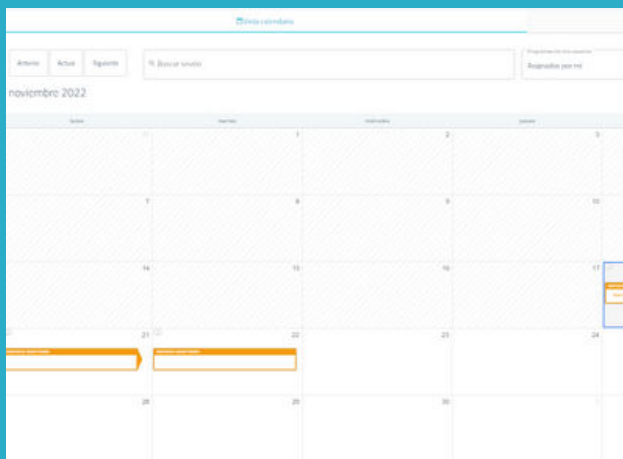 Vista calendario
Anterior Actual Siguiente
Buscar usuario
Asignados por mí
noviembre 2022
lunes martes miércoles jueves
1 2 3
7 8 9 10
14 15 16 17
21 22 23 24
28 29 30